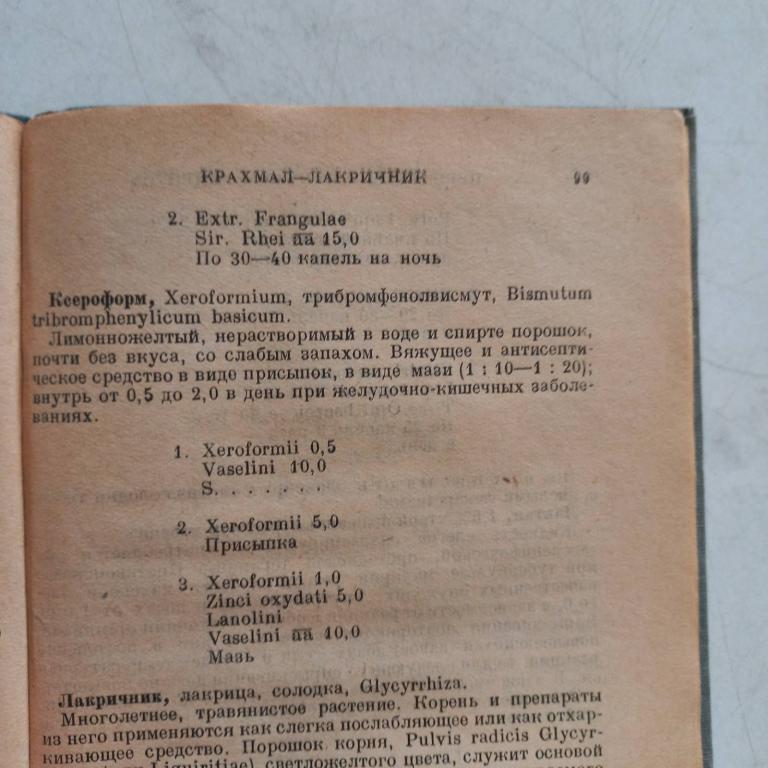 КРАХМАЛ—ЛАКРИЧНИК 99
2. Extr. Frangulae
Sir. Rhei a͞a 15,0
По 30—40 капель на ночь
Ксероформ, Xeroformium, трибромфенолвисмут, Bismutum
tribromphenylicum basicum.
Лимонножелтый, нерастворимый в воде и спирте порошок,
почти без вкуса, со слабым запахом. Вяжущее и антисепти-
ческое средство в виде присыпок, в виде мази (1 : 10—1 : 20);
внутрь от 0,5 до 2,0 в день при желудочно-кишечных заболе-
ваниях.
1. Xeroformii 0,5
Vaselini 10,0
S. . . . . . .
2. Xeroformii 5,0
Присыпка
3. Xeroformii 1,0
Zinci oxydati 5,0
Lanolini
Vaselini a͞a 10,0
Мазь
Лакричник, лакрица, солодка, Glycyrrhiza.
Многолетнее, травянистое растение. Корень и препараты
из него применяются как слегка послабляющее или как отхар-
кивающее средство. Порошок корня, Pulvis radicis Glycyr-
Liquiritiae), светложелтого цвета, служит основой